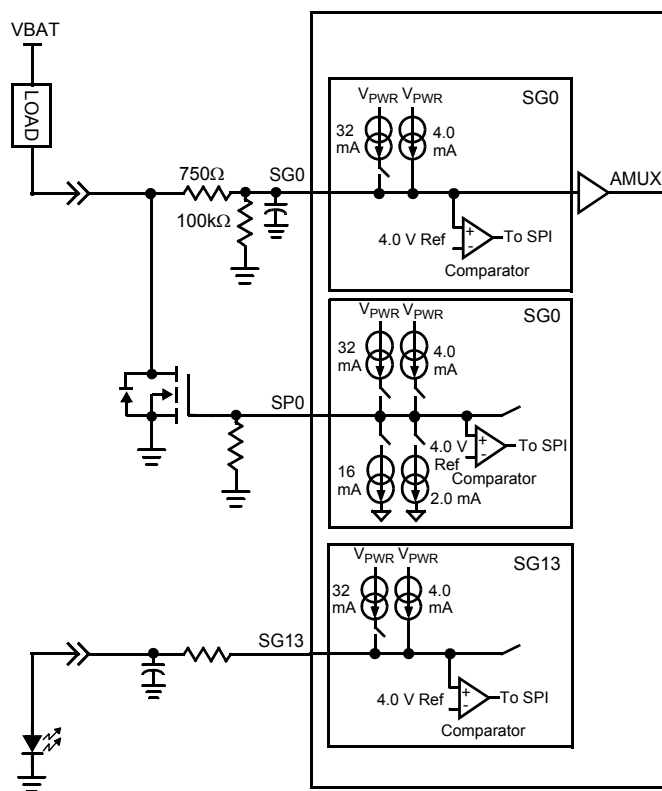 VBAT
LOAD
750Ω
100kΩ
SG0
VPWR VPWR
SG0
32 mA
4.0 mA
AMUX
4.0 V Ref
+
-
To SPI
Comparator
VPWR VPWR
SG0
32 mA
4.0 mA
SP0
4.0 V Ref
+
-
To SPI
Comparator
16 mA
2.0 mA
VPWR VPWR
SG13
32 mA
4.0 mA
SG13
4.0 V Ref
+
-
To SPI
Comparator